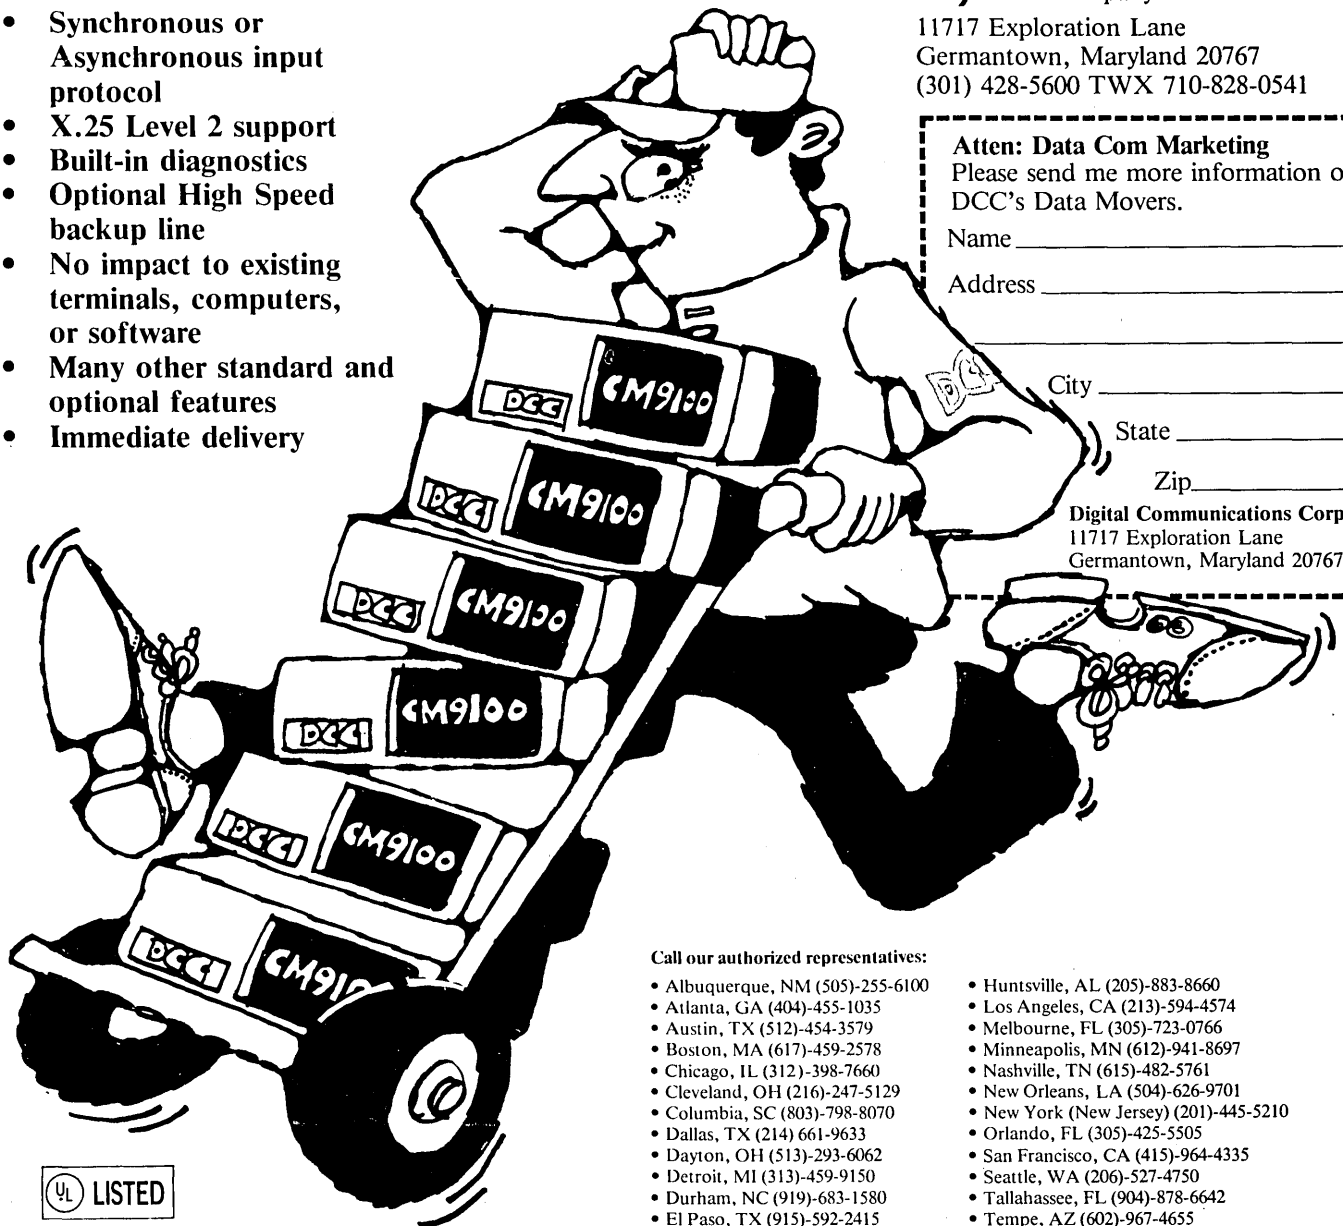 • Synchronous or
Asynchronous input
protocol
• X.25 Level 2 support
• Built-in diagnostics
• Optional High Speed
backup line
• No impact to existing
terminals, computers,
or software
• Many other standard and
optional features
• Immediate delivery
11717 Exploration Lane
Germantown, Maryland 20767
(301) 428-5600 TWX 710-828-0541
Atten: Data Com Marketing
Please send me more information o
DCC's Data Movers.
Name
Address
City
State
Zip
Digital Communications Corp
11717 Exploration Lane
Germantown, Maryland 20767
DCC
DCC CM9100
DCC CM9100
DCC CM9100
DCC CM9100
DCC CM9100
DCC CM910
Call our authorized representatives:
• Albuquerque, NM (505)-255-6100
• Atlanta, GA (404)-455-1035
• Austin, TX (512)-454-3579
• Boston, MA (617)-459-2578
• Chicago, IL (312)-398-7660
• Cleveland, OH (216)-247-5129
• Columbia, SC (803)-798-8070
• Dallas, TX (214) 661-9633
• Dayton, OH (513)-293-6062
• Detroit, MI (313)-459-9150
• Durham, NC (919)-683-1580
• El Paso, TX (915)-592-2415
• Huntsville, AL (205)-883-8660
• Los Angeles, CA (213)-594-4574
• Melbourne, FL (305)-723-0766
• Minneapolis, MN (612)-941-8697
• Nashville, TN (615)-482-5761
• New Orleans, LA (504)-626-9701
• New York (New Jersey) (201)-445-5210
• Orlando, FL (305)-425-5505
• San Francisco, CA (415)-964-4335
• Seattle, WA (206)-527-4750
• Tallahassee, FL (904)-878-6642
• Tempe, AZ (602)-967-4655
UL LISTED